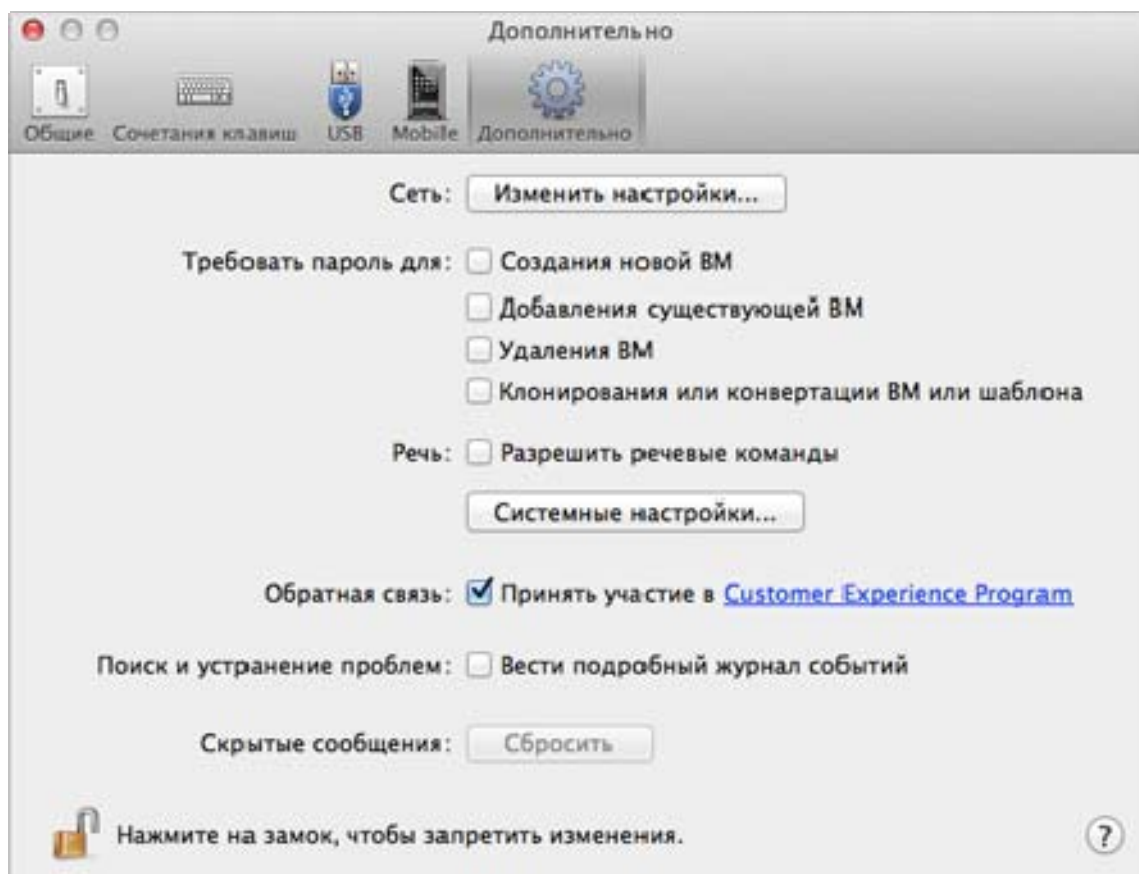 Дополнительно
Общие Сочетания клавиш USB Mobille Дополнительно
Сеть: Изменить настройки...
Требовать пароль для: Создания новой ВМ
Добавления существующей ВМ
Удаления ВМ
Клонирования или конвертации ВМ или шаблона
Речь: Разрешить речевые команды
Системные настройки...
Обратная связь: Принять участие в Customer Experience Program
Поиск и устранение проблем: Вести подробный журнал событий
Скрытые сообщения: Сбросить
Нажмите на замок, чтобы запретить изменения. ?